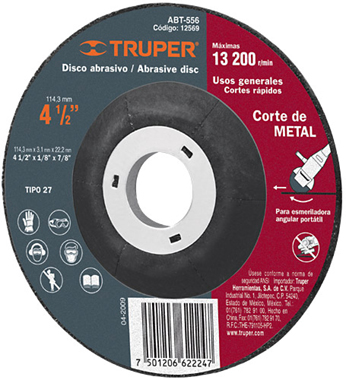 ABT-556
Código: 12569
TRUPER®
Disco abrasivo / Abrasive disc
114.3 mm
4 1/2"
114.3 mm x 3.1 mm x 22.2 mm
4 1/2" x 1/8" x 7/8"
TIPO 27
Máximas
13 200 r/min
Usos generales
Cortes rápidos
Corte de
METAL
Para esmeriladora
angular portátil
Úsese conforme a norma de
seguridad ANSI Importador: Truper
Herramientas, S.A. de C.V. Parque
Industrial No. 1, Jilotepec, C.P. 54240,
Estado de México, México. Tel.:
01(761) 782 91 00, Hecho en
China. Fax: 01(761) 782 91 70,
R.F.C.: THE-791105-HP2.
www.truper.com
04-2009
7 501206 622247